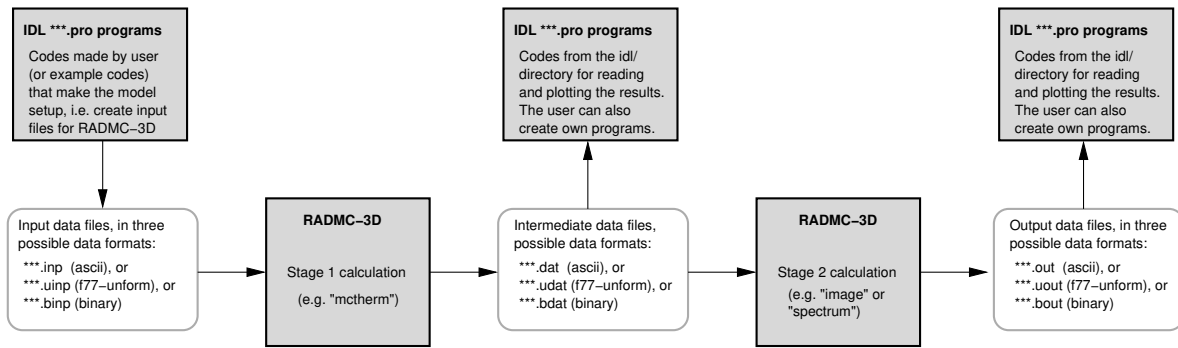 IDL ***.pro programs
Codes made by user
(or example codes)
that make the model
setup, i.e. create input
files for RADMC−3D
IDL ***.pro programs
Codes from the idl/
directory for reading
and plotting the results.
The user can also
create own programs.
IDL ***.pro programs
Codes from the idl/
directory for reading
and plotting the results.
The user can also
create own programs.
Input data files, in three
possible data formats:
***.inp (ascii), or
***.uinp (f77−unform), or
***.binp (binary)
RADMC−3D
Stage 1 calculation
(e.g. "mctherm")
Intermediate data files,
possible data formats:
***.dat (ascii), or
***.udat (f77−unform), or
***.bdat (binary)
RADMC−3D
Stage 2 calculation
(e.g. "image" or
"spectrum")
Output data files, in three
possible data formats:
***.out (ascii), or
***.uout (f77−unform), or
***.bout (binary)